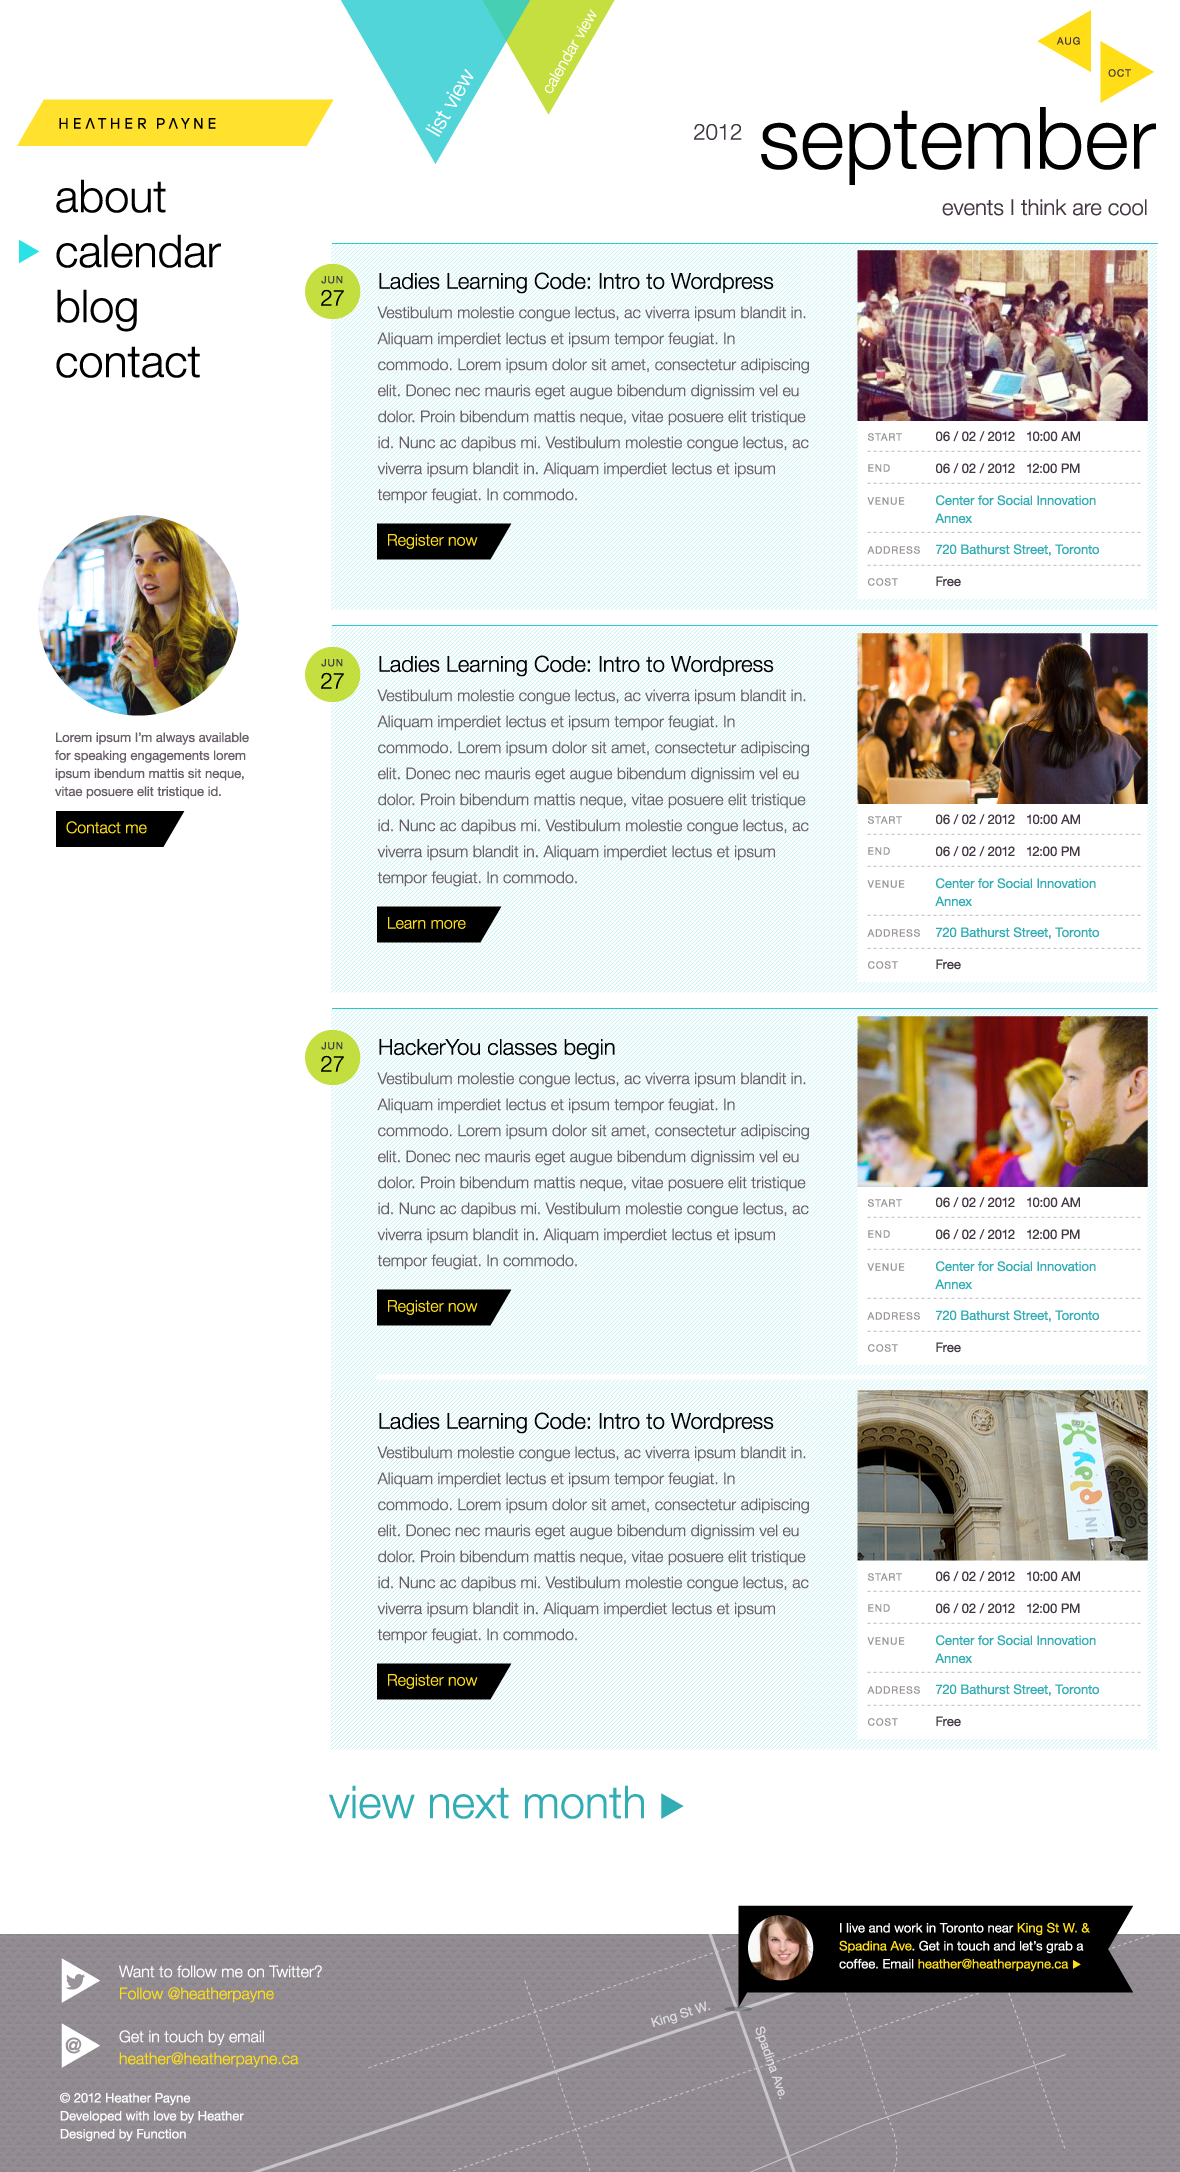 list view
calendar view
AUG
OCT
HEATHER PAYNE
2012 september
events I think are cool
about
calendar
blog
contact
Lorem ipsum I'm always available
for speaking engagements lorem
ipsum ibendum mattis sit neque,
vitae posuere elit tristique id.
Contact me
JUN
27
Ladies Learning Code: Intro to Wordpress
Vestibulum molestie congue lectus, ac viverra ipsum blandit in.
Aliquam imperdiet lectus et ipsum tempor feugiat. In
commodo. Lorem ipsum dolor sit amet, consectetur adipiscing
elit. Donec nec mauris eget augue bibendum dignissim vel eu
dolor. Proin bibendum mattis neque, vitae posuere elit tristique
id. Nunc ac dapibus mi. Vestibulum molestie congue lectus, ac
viverra ipsum blandit in. Aliquam imperdiet lectus et ipsum
tempor feugiat. In commodo.
Register now
START 06 / 02 / 2012 10:00 AM
END 06 / 02 / 2012 12:00 PM
VENUE Center for Social Innovation
Annex
ADDRESS 720 Bathurst Street, Toronto
COST Free
JUN
27
Ladies Learning Code: Intro to Wordpress
Vestibulum molestie congue lectus, ac viverra ipsum blandit in.
Aliquam imperdiet lectus et ipsum tempor feugiat. In
commodo. Lorem ipsum dolor sit amet, consectetur adipiscing
elit. Donec nec mauris eget augue bibendum dignissim vel eu
dolor. Proin bibendum mattis neque, vitae posuere elit tristique
id. Nunc ac dapibus mi. Vestibulum molestie congue lectus, ac
viverra ipsum blandit in. Aliquam imperdiet lectus et ipsum
tempor feugiat. In commodo.
Learn more
START 06 / 02 / 2012 10:00 AM
END 06 / 02 / 2012 12:00 PM
VENUE Center for Social Innovation
Annex
ADDRESS 720 Bathurst Street, Toronto
COST Free
JUN
27
HackerYou classes begin
Vestibulum molestie congue lectus, ac viverra ipsum blandit in.
Aliquam imperdiet lectus et ipsum tempor feugiat. In
commodo. Lorem ipsum dolor sit amet, consectetur adipiscing
elit. Donec nec mauris eget augue bibendum dignissim vel eu
dolor. Proin bibendum mattis neque, vitae posuere elit tristique
id. Nunc ac dapibus mi. Vestibulum molestie congue lectus, ac
viverra ipsum blandit in. Aliquam imperdiet lectus et ipsum
tempor feugiat. In commodo.
Register now
START 06 / 02 / 2012 10:00 AM
END 06 / 02 / 2012 12:00 PM
VENUE Center for Social Innovation
Annex
ADDRESS 720 Bathurst Street, Toronto
COST Free
Ladies Learning Code: Intro to Wordpress
Vestibulum molestie congue lectus, ac viverra ipsum blandit in.
Aliquam imperdiet lectus et ipsum tempor feugiat. In
commodo. Lorem ipsum dolor sit amet, consectetur adipiscing
elit. Donec nec mauris eget augue bibendum dignissim vel eu
dolor. Proin bibendum mattis neque, vitae posuere elit tristique
id. Nunc ac dapibus mi. Vestibulum molestie congue lectus, ac
viverra ipsum blandit in. Aliquam imperdiet lectus et ipsum
tempor feugiat. In commodo.
Register now
START 06 / 02 / 2012 10:00 AM
END 06 / 02 / 2012 12:00 PM
VENUE Center for Social Innovation
Annex
ADDRESS 720 Bathurst Street, Toronto
COST Free
view next month
I live and work in Toronto near King St W. &
Spadina Ave. Get in touch and let's grab a
coffee. Email heather@heatherpayne.ca
Want to follow me on Twitter?
Follow @heatherpayne
@
Get in touch by email
heather@heatherpayne.ca
King St W.
Spadina Ave.
© 2012 Heather Payne
Developed with love by Heather
Designed by Function